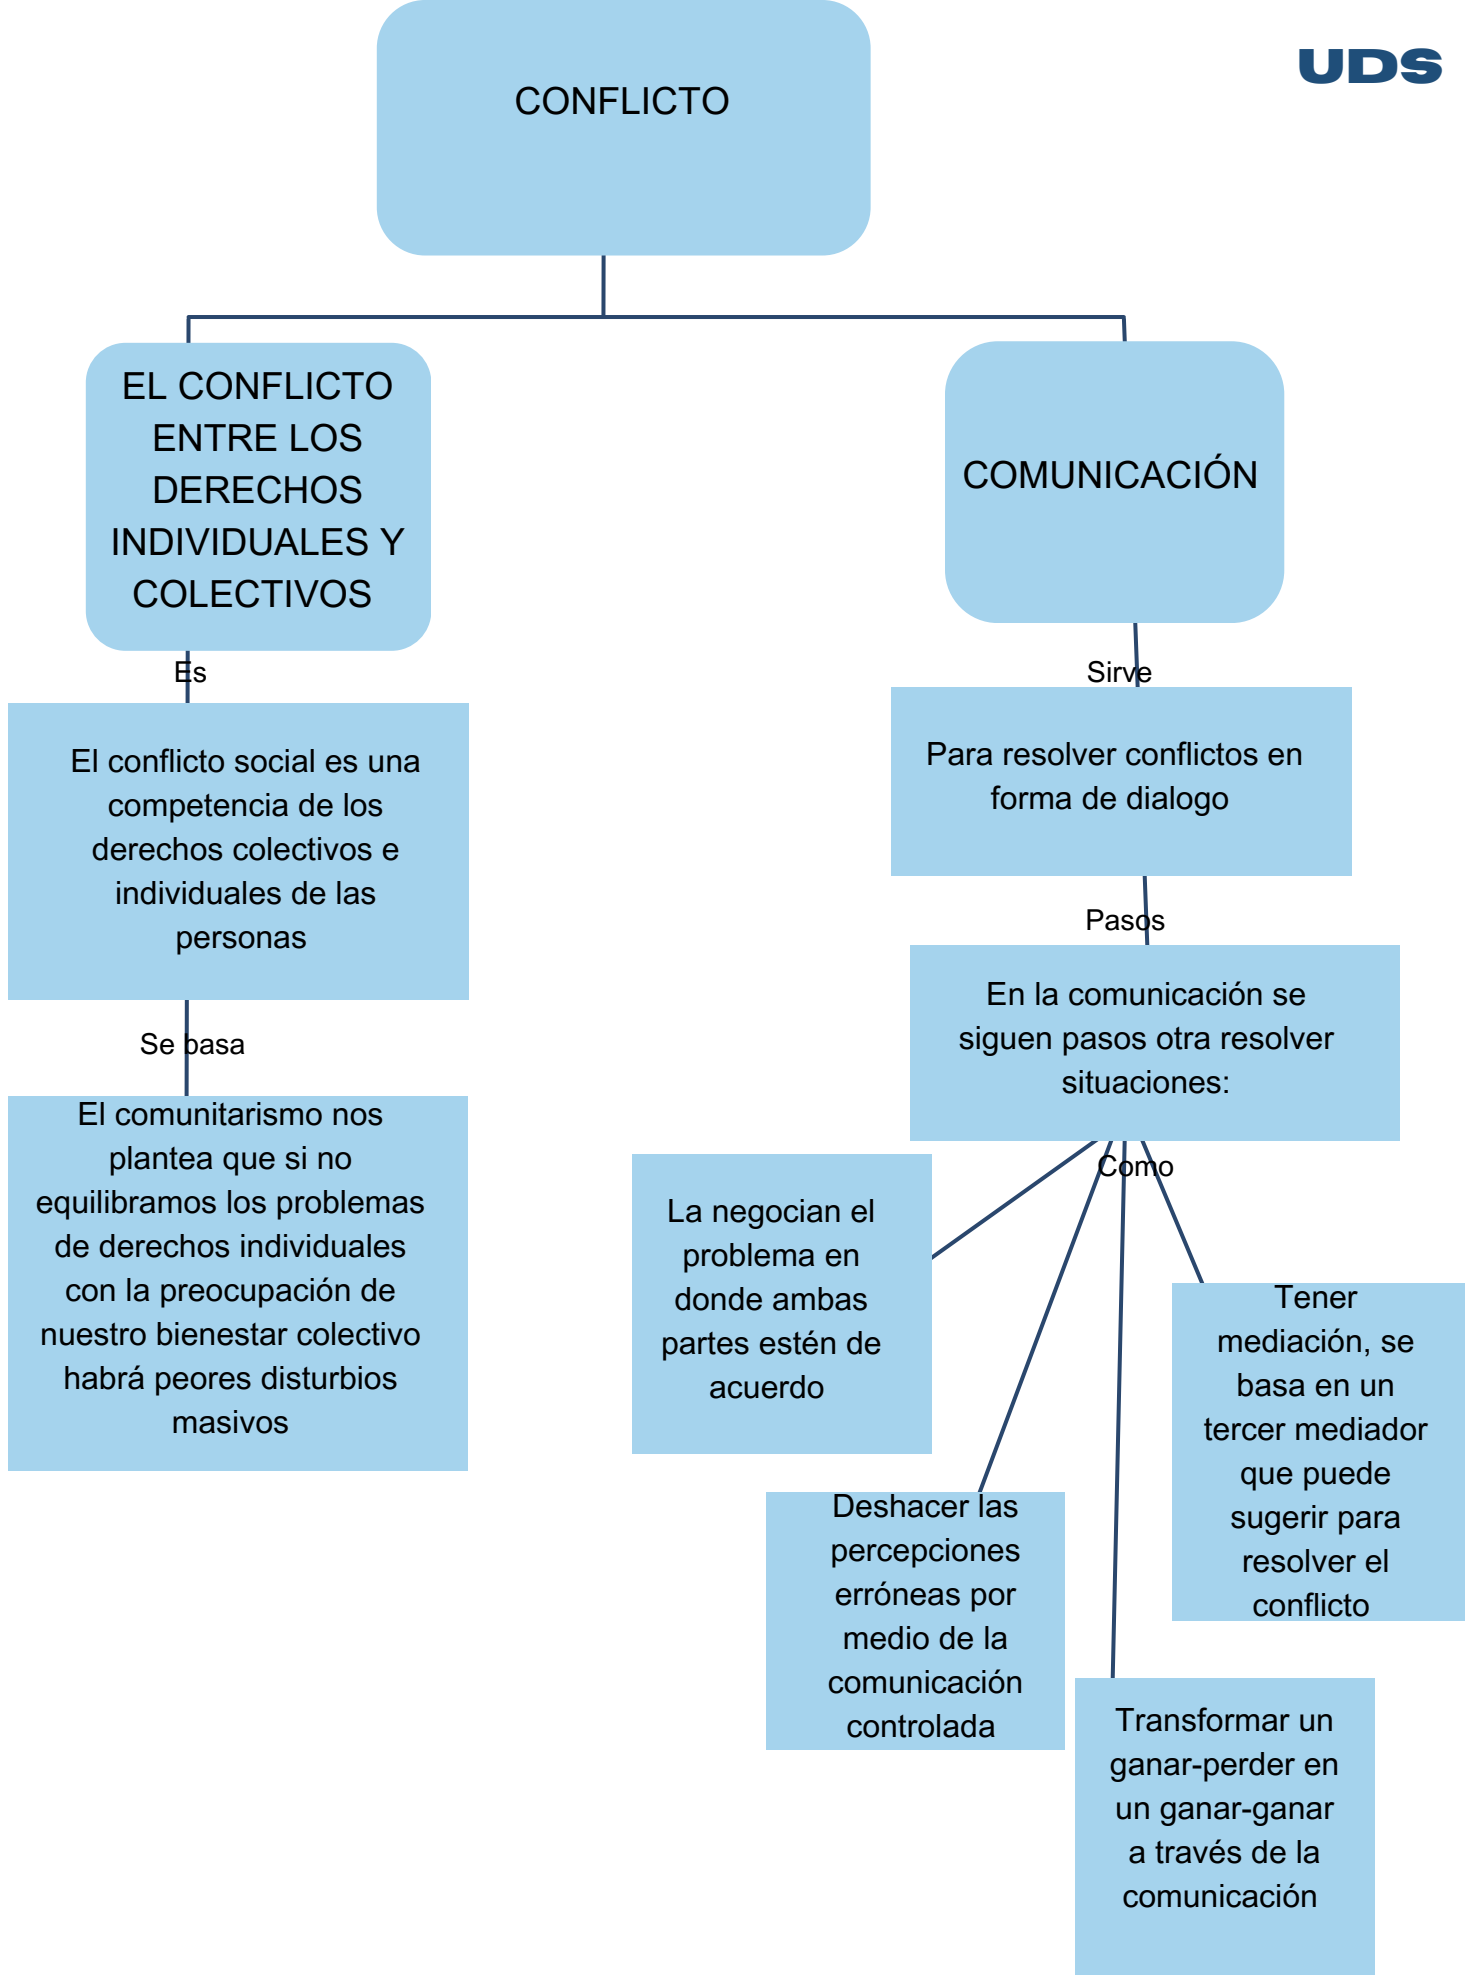 UDS
CONFLICTO
EL CONFLICTO
ENTRE LOS
DERECHOS
INDIVIDUALES Y
COLECTIVOS
Es
El conflicto social es una
competencia de los
derechos colectivos e
individuales de las
personas
Se basa
El comunitarismo nos
plantea que si no
equilibramos los problemas
de derechos individuales
con la preocupación de
nuestro bienestar colectivo
habrá peores disturbios
masivos
COMUNICACIÓN
Sirve
Para resolver conflictos en
forma de dialogo
Pasos
En la comunicación se
siguen pasos otra resolver
situaciones:
Como
La negocian el
problema en
donde ambas
partes estén de
acuerdo
Deshacer las
percepciones
erróneas por
medio de la
comunicación
controlada
Transformar un
ganar-perder en
un ganar-ganar
a través de la
comunicación
Tener
mediación, se
basa en un
tercer mediador
que puede
sugerir para
resolver el
conflicto